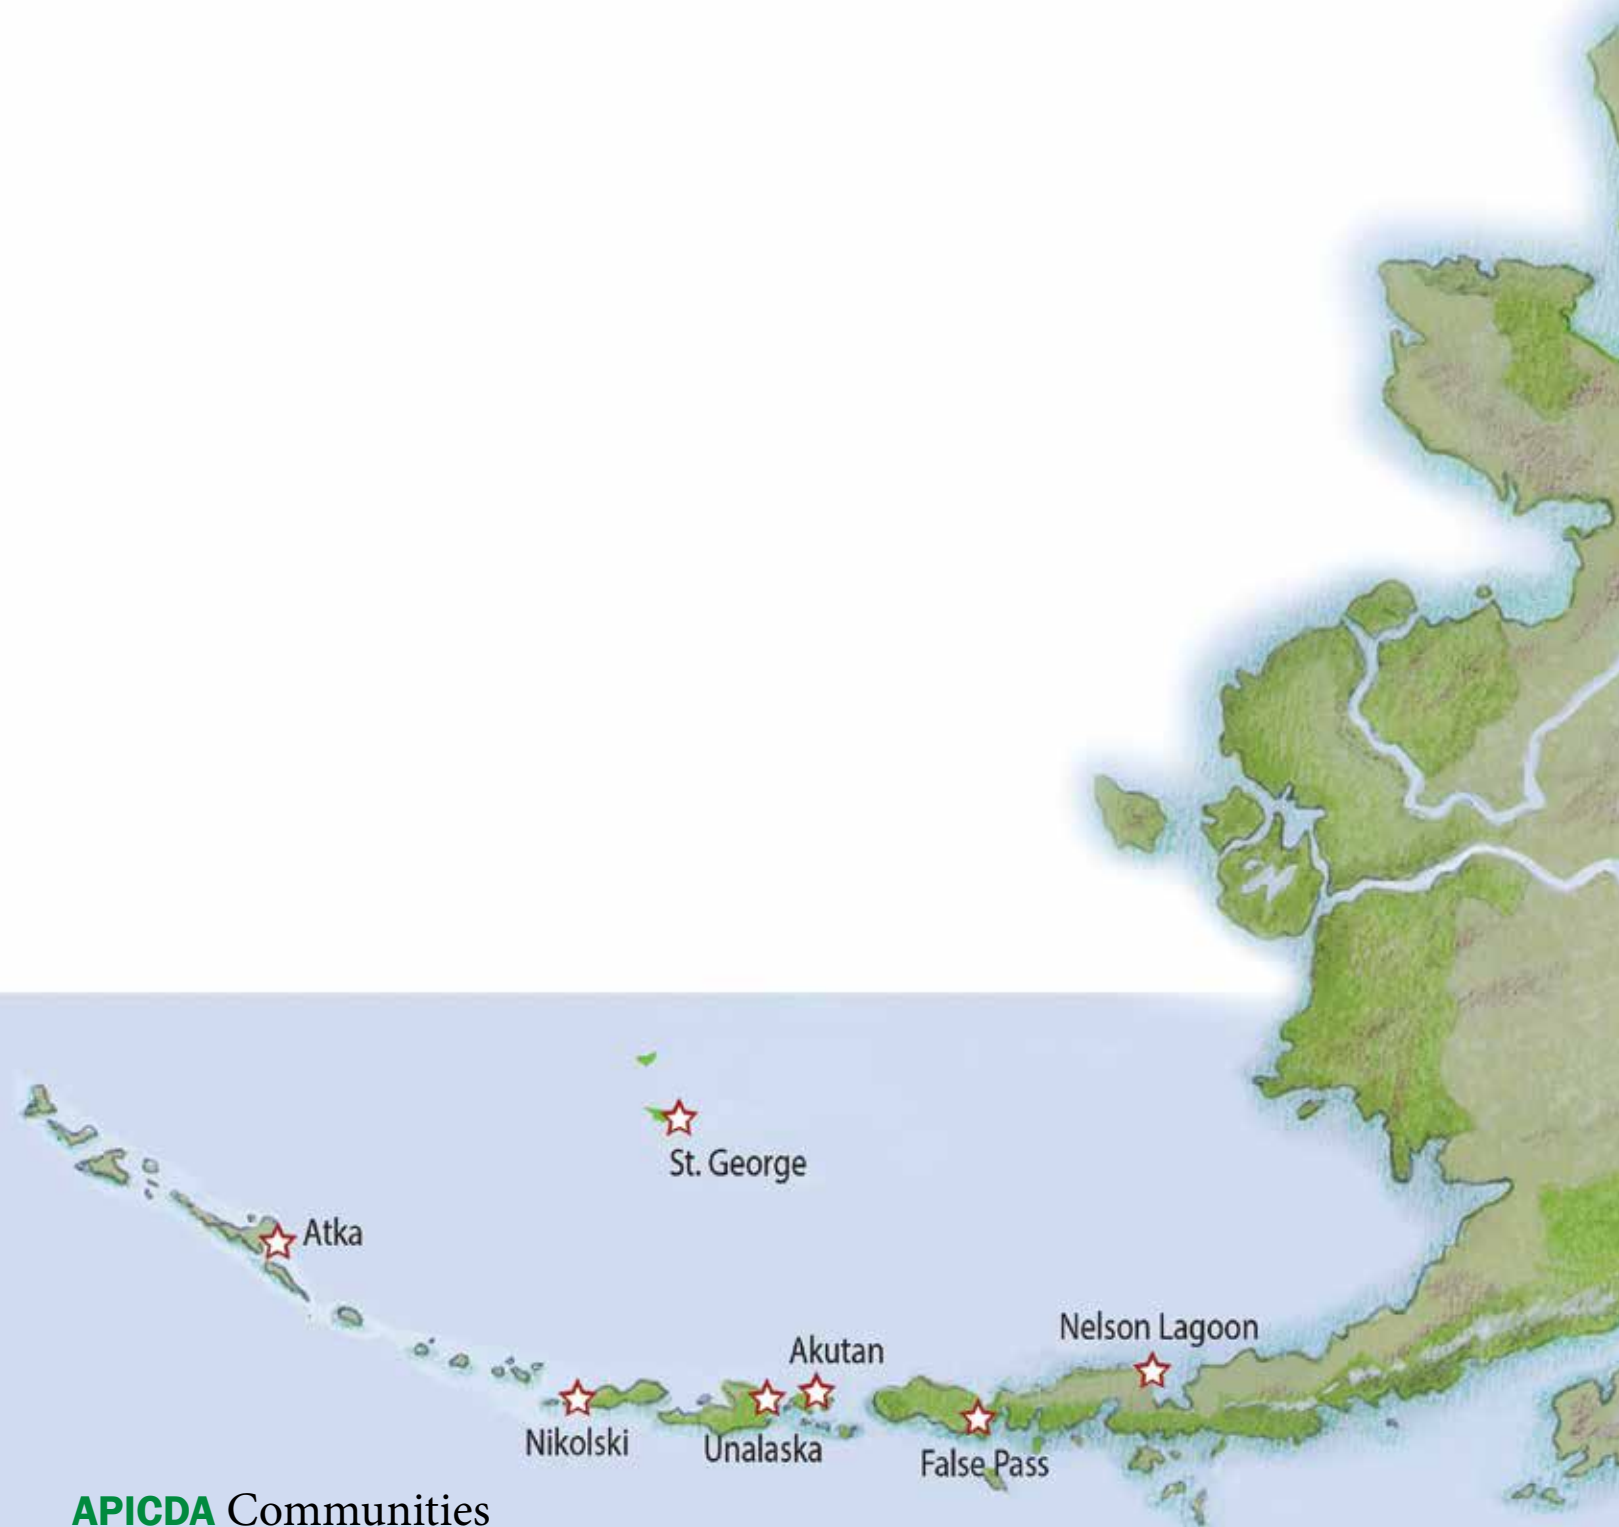 St. George
Atka
Nelson Lagoon
Akutan
Nikolski
Unalaska
False Pass
APICDA Communities